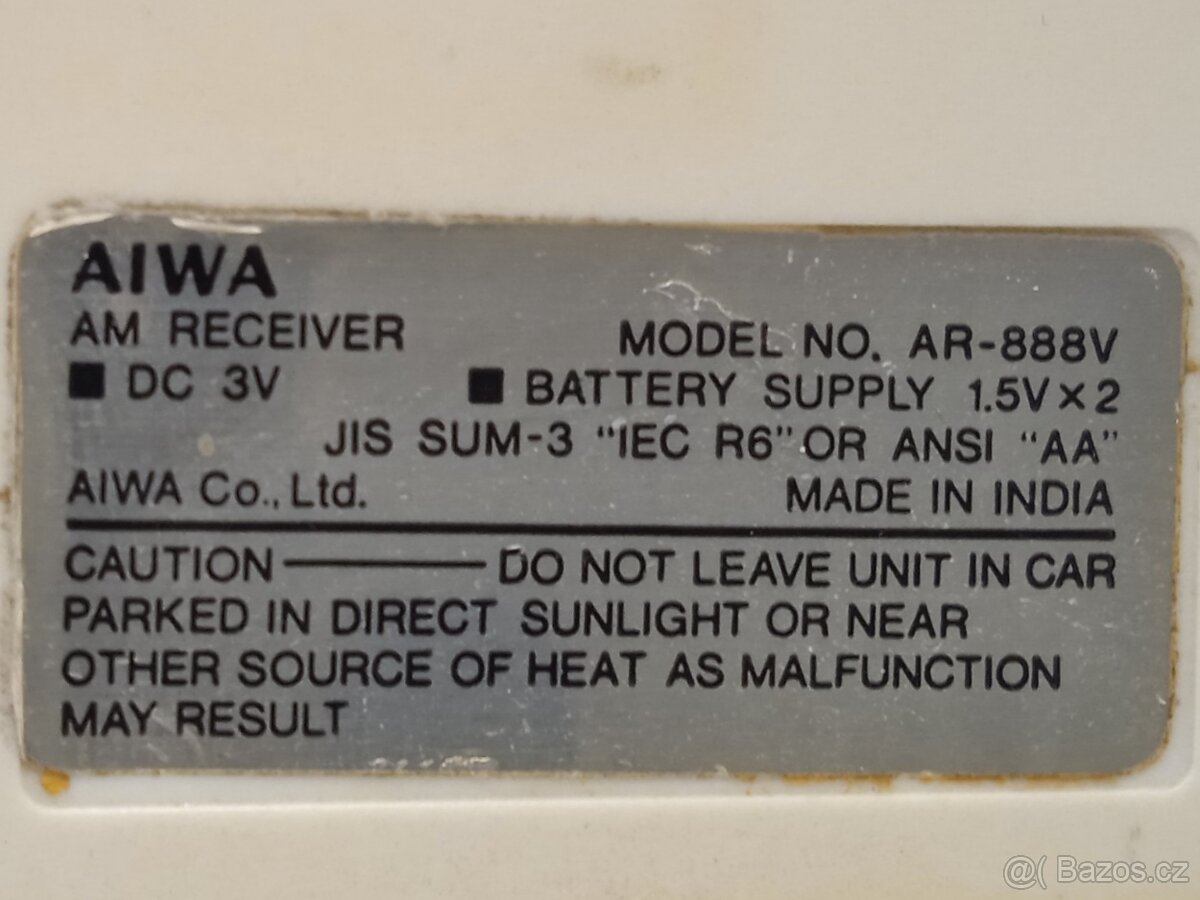 AIWA
AM RECEIVER MODEL NO. AR-888V
■ DC 3V ■ BATTERY SUPPLY 1.5V×2
JIS SUM-3 "IEC R6" OR ANSI "AA"
AIWA Co., Ltd. MADE IN INDIA
CAUTION — DO NOT LEAVE UNIT IN CAR
PARKED IN DIRECT SUNLIGHT OR NEAR
OTHER SOURCE OF HEAT AS MALFUNCTION
MAY RESULT
@( Bazos.cz